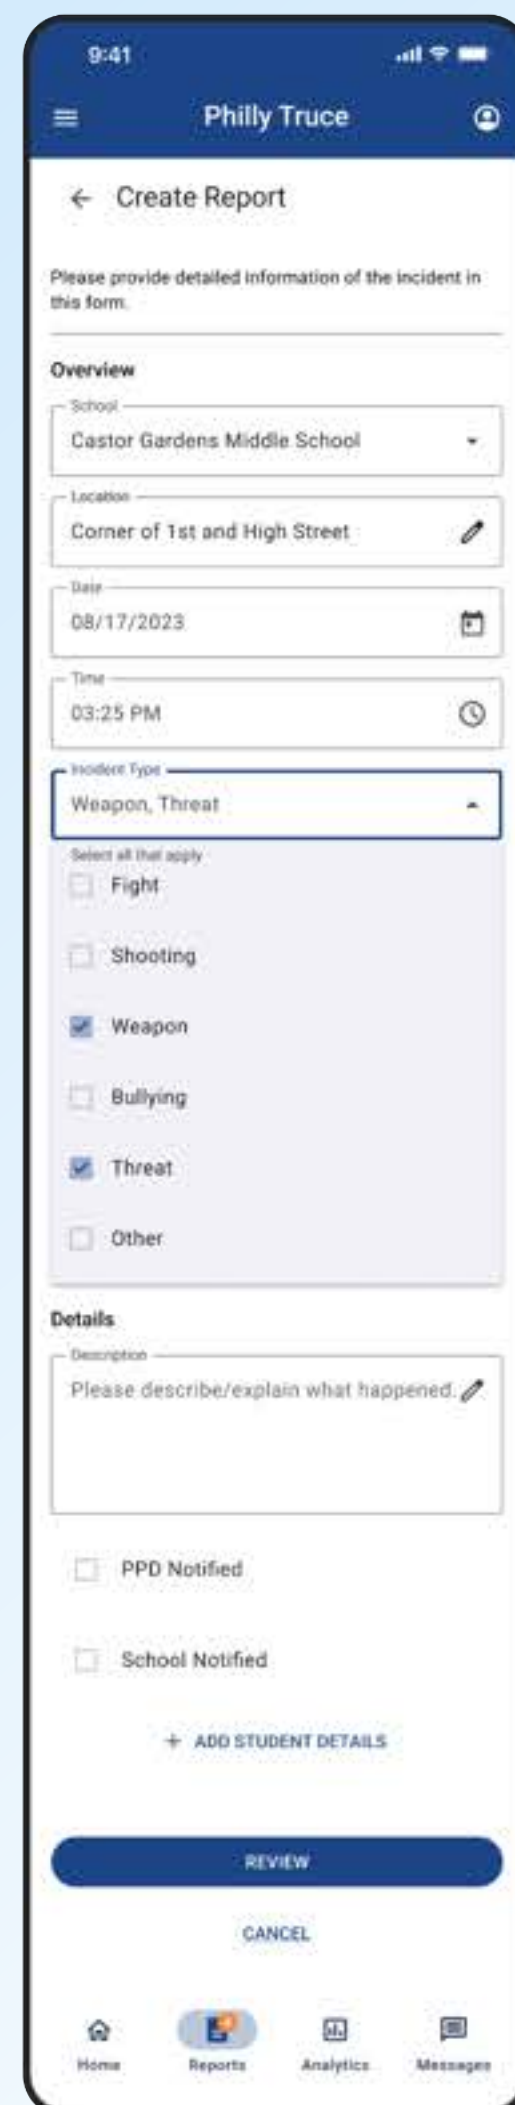 9:41
Philly Truce
Create Report
Please provide detailed information of the incident in
this form.
Overview
School
Castor Gardens Middle School
Location
Corner of 1st and High Street
Date
08/17/2023
Time
03:25 PM
Incident Type
Weapon, Threat
Select all that apply
Fight
Shooting
Weapon
Bullying
Threat
Other
Details
Description
Please describe/explain what happened.
PPD Notified
School Notified
+ ADD STUDENT DETAILS
REVIEW
CANCEL
Home Reports Analytics Messages